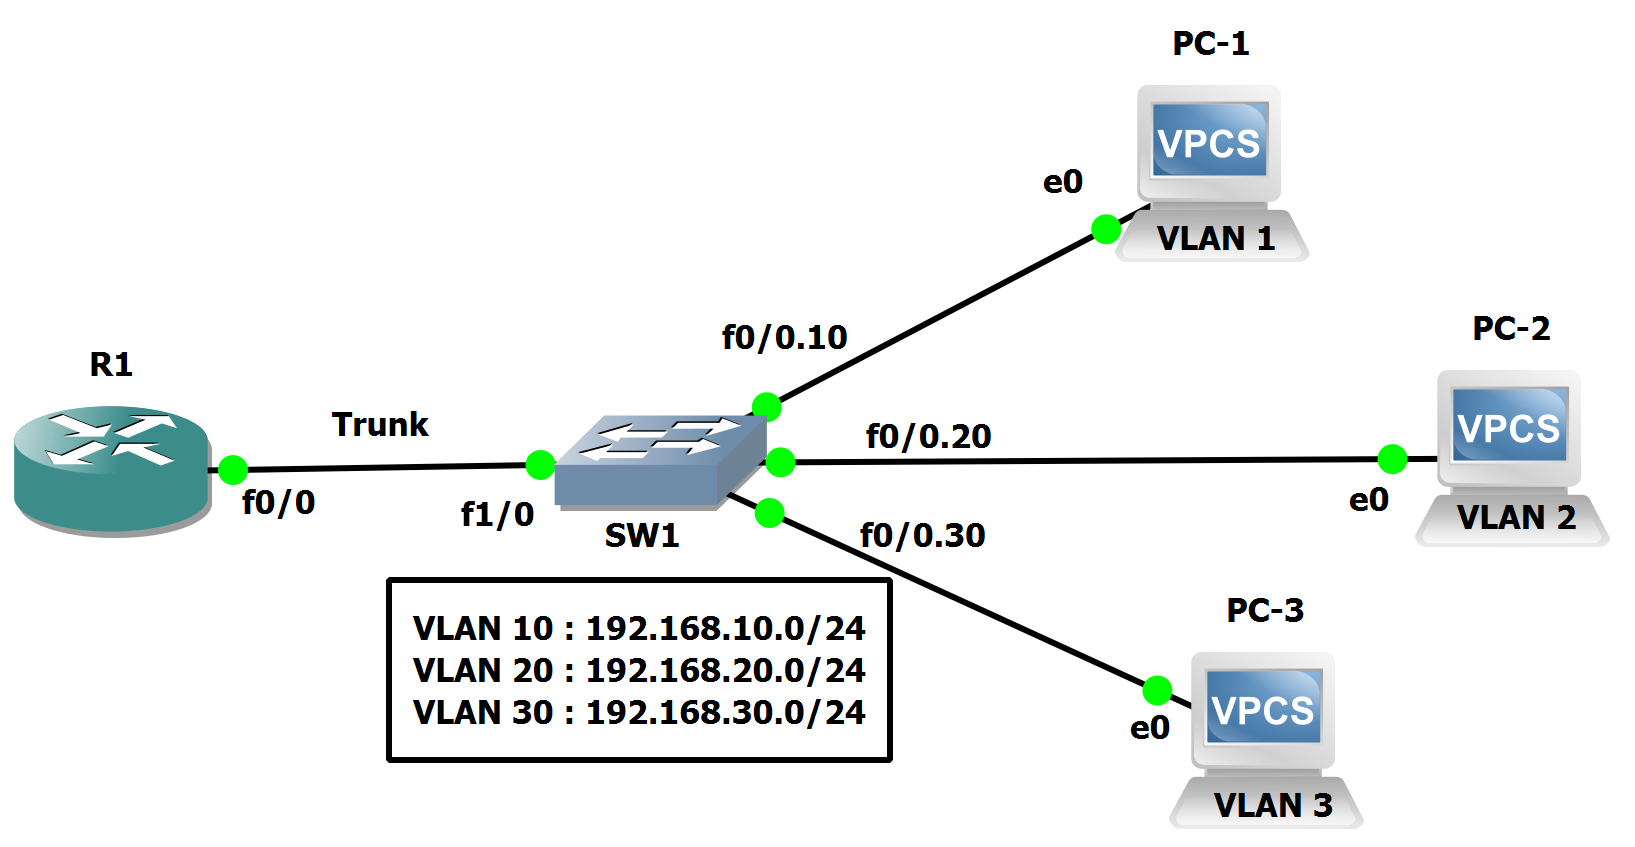 PC-1
VPCS
e0
VLAN 1
f0/0.10
PC-2
R1
VPCS
Trunk
f0/0.20
f0/0
f1/0
e0
VLAN 2
SW1
f0/0.30
VLAN 10 : 192.168.10.0/24
VLAN 20 : 192.168.20.0/24
VLAN 30 : 192.168.30.0/24
PC-3
VPCS
e0
VLAN 3